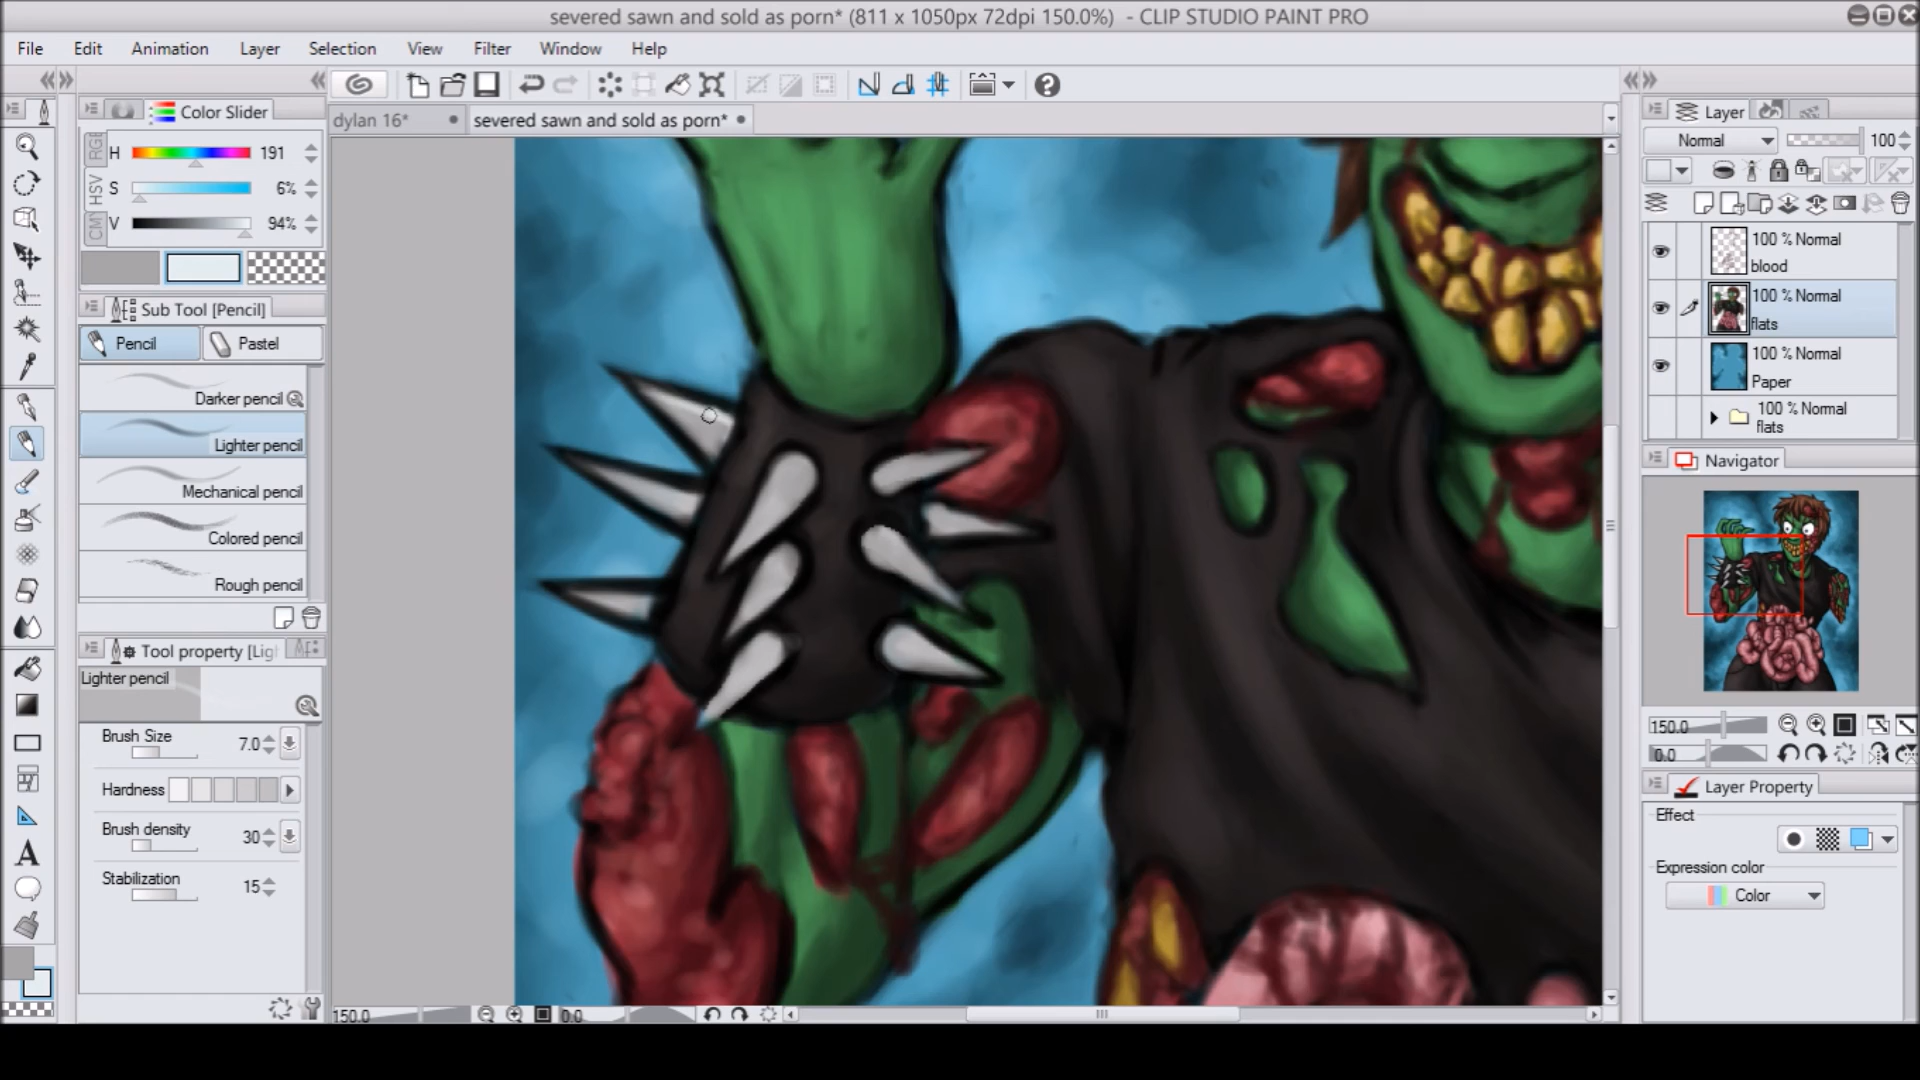 severed sawn and sold as porn* (811 x 1050px 72dpi 150.0%) - CLIP STUDIO PAINT PRO
File Edit Animation Layer Selection View Filter Window Help
Color Slider
dylan 16* severed sawn and sold as porn*
Layer
RGB
H 191
HSV
S 6%
V 94%
CM
Normal 100
100 % Normal
blood
100 % Normal
flats
100 % Normal
Paper
100 % Normal
flats
Sub Tool [Pencil]
Pencil Pastel
Darker pencil
Lighter pencil
Mechanical pencil
Colored pencil
Rough pencil
Navigator
150.0
0.0
Tool property [Lig
Lighter pencil
Brush Size 7.0
Hardness
Brush density 30
Stabilization 15
Layer Property
Effect
Expression color
Color
A
150.0 0.0